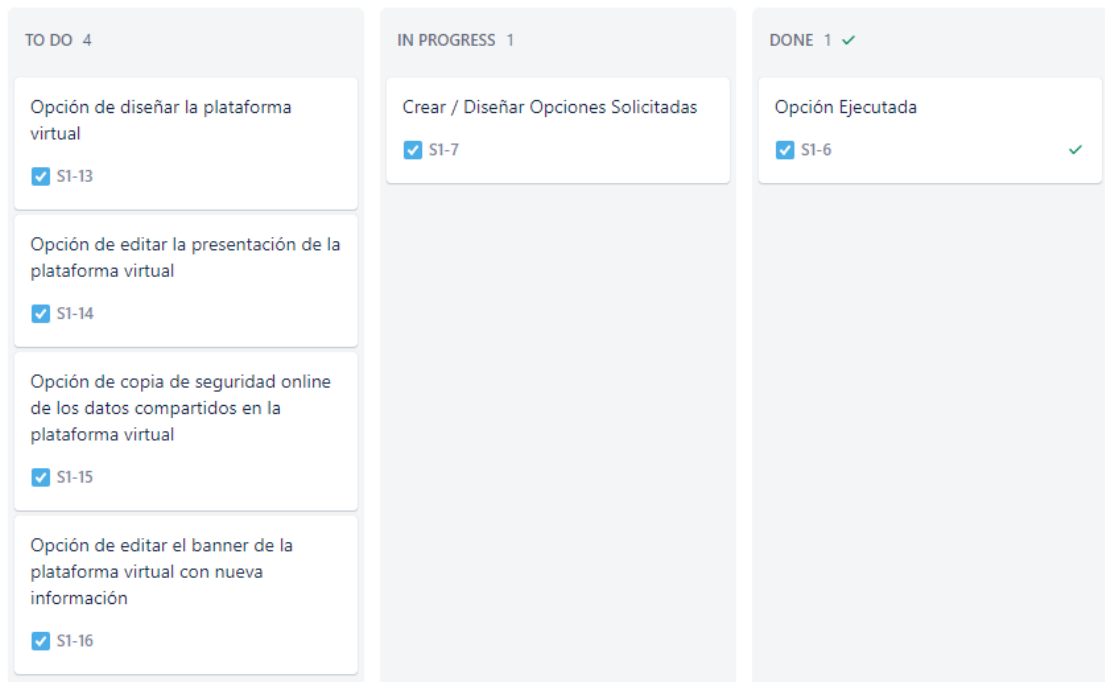 TO DO 4
Opción de diseñar la plataforma
virtual
S1-13
Opción de editar la presentación de la
plataforma virtual
S1-14
Opción de copia de seguridad online
de los datos compartidos en la
plataforma virtual
S1-15
Opción de editar el banner de la
plataforma virtual con nueva
información
S1-16
IN PROGRESS 1
Crear / Diseñar Opciones Solicitadas
S1-7
DONE 1
Opción Ejecutada
S1-6